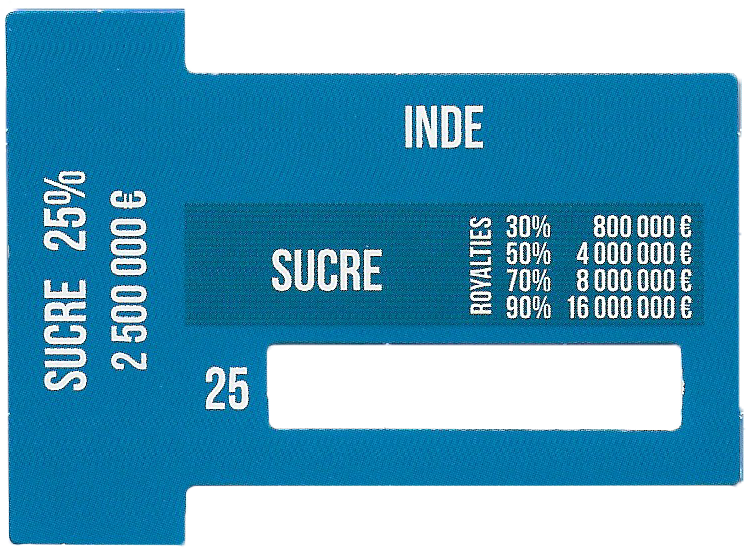 SUCRE 25%
2 500 000 €
INDE
SUCRE
ROYALTIES
30% 800 000 €
50% 4 000 000 €
70% 8 000 000 €
90% 16 000 000 €
25